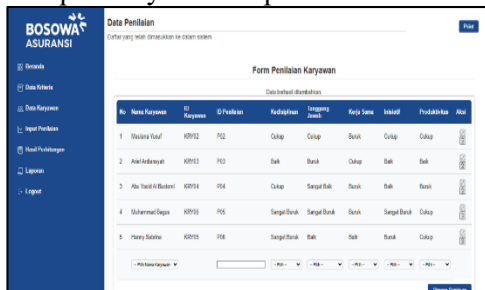 BOSOWA
ASURANSI
Beranda
Data Kriteria
Data Karyawan
Input Penilaian
Hasil Perhitungan
Laporan
Logout
Data Penilaian
Print
Daftar yang telah dimasukkan ke dalam sistem
Form Penilaian Karyawan
Data berhasil ditambahkan
No Nama Karyawan ID Karyawan ID Penilaian Kedisiplinan Tanggung Jawab Kerja Sama Inisiatif Produktivitas Aksi
1 Maulana Yusuf KRY02 P02 Cukup Cukup Buruk Cukup Cukup
2 Arief Ardiansyah KRY03 P03 Baik Buruk Cukup Baik Baik
3 Abu Yazid Al Bustomi KRY04 P04 Cukup Sangat Baik Baik Baik Buruk
4 Muhammad Bagus KRY05 P05 Sangat Buruk Sangat Buruk Buruk Sangat Buruk Cukup
5 Hanny Sabrina KRY05 P06 Sangat Buruk Baik Baik Buruk Cukup
- Pilih Nama Karyawan - - Pilih - - Pilih - - Pilih - - Pilih - - Pilih -